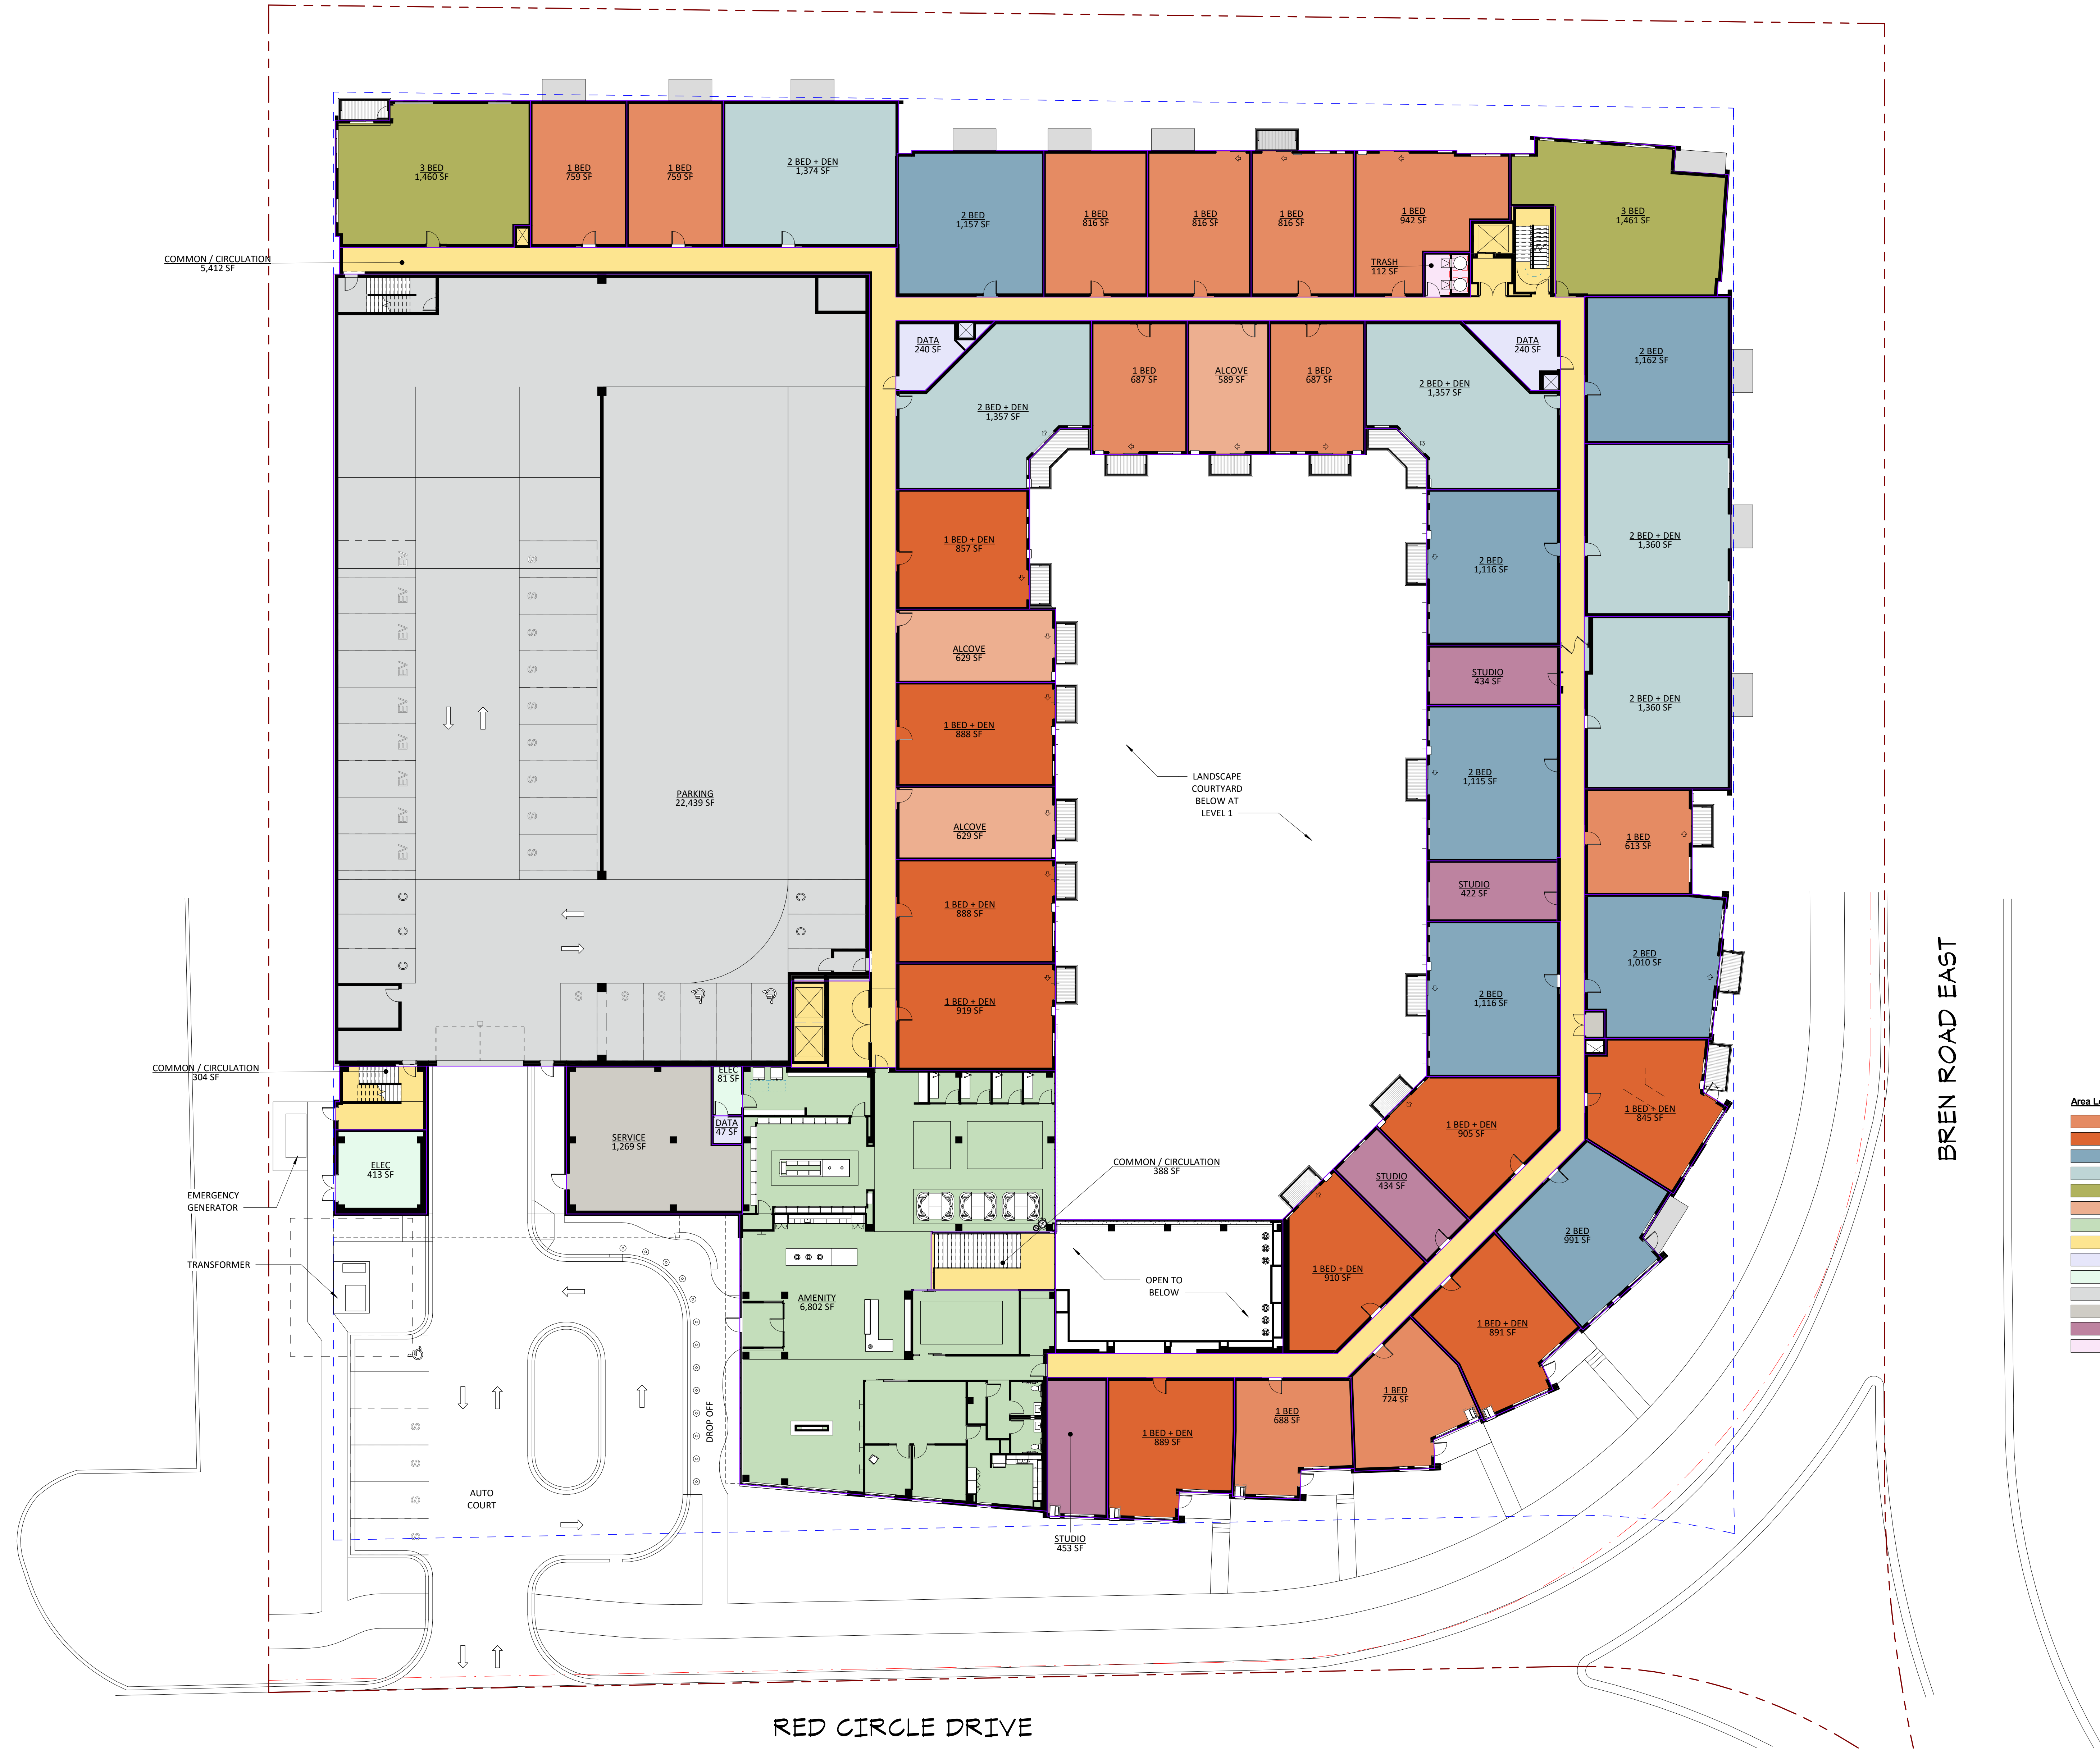 3 BED
1,460 SF
1 BED
759 SF
1 BED
759 SF
2 BED + DEN
1,374 SF
2 BED
1,157 SF
1 BED
816 SF
1 BED
816 SF
1 BED
816 SF
1 BED
942 SF
3 BED
1,461 SF
COMMON / CIRCULATION
5,412 SF
TRASH
112 SF
DATA
240 SF
2 BED + DEN
1,357 SF
1 BED
687 SF
ALCOVE
589 SF
1 BED
687 SF
2 BED + DEN
1,357 SF
DATA
240 SF
2 BED
1,162 SF
1 BED + DEN
857 SF
2 BED
1,116 SF
2 BED + DEN
1,360 SF
ALCOVE
629 SF
STUDIO
434 SF
2 BED + DEN
1,360 SF
1 BED + DEN
888 SF
2 BED
1,115 SF
PARKING
22,439 SF
LANDSCAPE
COURTYARD
BELOW AT
LEVEL 1
ALCOVE
629 SF
1 BED
613 SF
1 BED + DEN
888 SF
STUDIO
422 SF
2 BED
1,010 SF
1 BED + DEN
919 SF
2 BED
1,116 SF
EV
EV
EV
EV
EV
EV
EV
EV
EV
S
S
S
S
S
S
S
S
S
C
C
C
C
C
S
S
S
COMMON / CIRCULATION
304 SF
ELEC
81 SF
DATA
47 SF
SERVICE
1,269 SF
ELEC
413 SF
EMERGENCY
GENERATOR
TRANSFORMER
COMMON / CIRCULATION
388 SF
1 BED + DEN
905 SF
1 BED + DEN
845 SF
STUDIO
434 SF
2 BED
991 SF
1 BED + DEN
910 SF
OPEN TO
BELOW
AMENITY
6,802 SF
1 BED + DEN
891 SF
1 BED
724 SF
1 BED
688 SF
1 BED + DEN
889 SF
STUDIO
453 SF
DROP OFF
AUTO
COURT
S
S
S
S
BREN ROAD EAST
RED CIRCLE DRIVE
Area